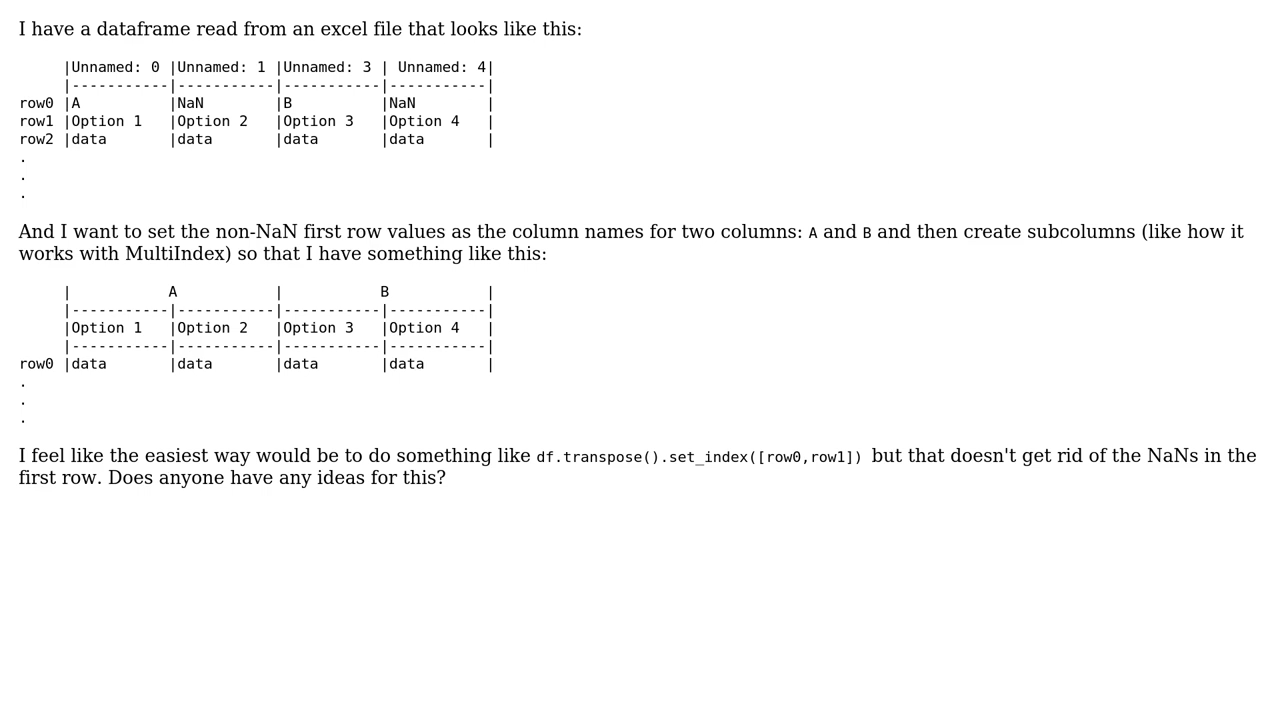 I have a dataframe read from an excel file that looks like this:
     |Unnamed: 0 |Unnamed: 1 |Unnamed: 3 | Unnamed: 4|
     |-----------|-----------|-----------|-----------|
row0 |A          |NaN        |B          |NaN        |
row1 |Option 1   |Option 2   |Option 3   |Option 4   |
row2 |data       |data       |data       |data       |
.
.
.
And I want to set the non-NaN first row values as the column names for two columns: A and B and then create subcolumns (like how it
works with MultiIndex) so that I have something like this:
     |           A           |           B           |
     |-----------|-----------|-----------|-----------|
     |Option 1   |Option 2   |Option 3   |Option 4   |
     |-----------|-----------|-----------|-----------|
row0 |data       |data       |data       |data       |
.
.
.
I feel like the easiest way would be to do something like df.transpose().set_index([row0,row1]) but that doesn't get rid of the NaNs in the
first row. Does anyone have any ideas for this?